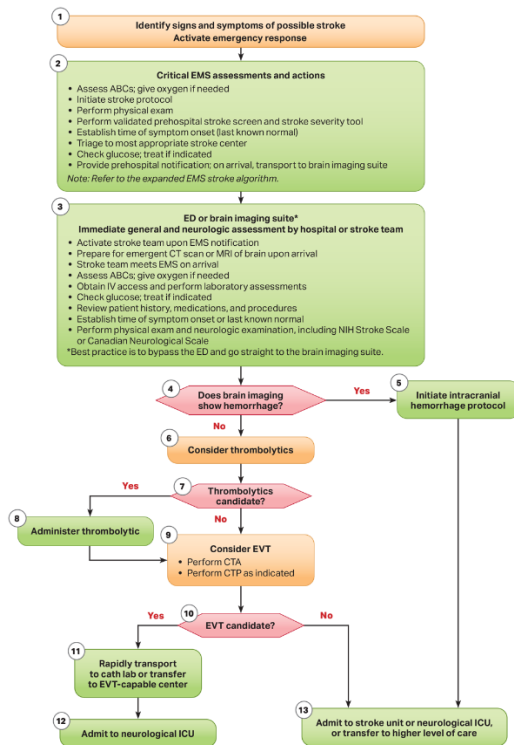 1
Identify signs and symptoms of possible stroke
Activate emergency response
2
Critical EMS assessments and actions
• Assess ABCs; give oxygen if needed
• Initiate stroke protocol
• Perform physical exam
• Perform validated prehospital stroke screen and stroke severity tool
• Establish time of symptom onset (last known normal)
• Triage to most appropriate stroke center
• Check glucose; treat if indicated
• Provide prehospital notification; on arrival, transport to brain imaging suite
Note: Refer to the expanded EMS stroke algorithm.
3
ED or brain imaging suite*
Immediate general and neurologic assessment by hospital or stroke team
• Activate stroke team upon EMS notification
• Prepare for emergent CT scan or MRI of brain upon arrival
• Stroke team meets EMS on arrival
• Assess ABCs; give oxygen if needed
• Obtain IV access and perform laboratory assessments
• Check glucose; treat if indicated
• Review patient history, medications, and procedures
• Establish time of symptom onset or last known normal
• Perform physical exam and neurologic examination, including NIH Stroke Scale
or Canadian Neurological Scale
*Best practice is to bypass the ED and go straight to the brain imaging suite.
4
Does brain imaging
show hemorrhage?
Yes
5
Initiate intracranial
hemorrhage protocol
No
6
Consider thrombolytics
7
Thrombolytics
candidate?
Yes
No
8
Administer thrombolytic
9
Consider EVT
• Perform CTA
• Perform CTP as indicated
10
EVT candidate?
Yes
No
11
Rapidly transport
to cath lab or transfer
to EVT-capable center
12
Admit to neurological ICU
13
Admit to stroke unit or neurological ICU,
or transfer to higher level of care